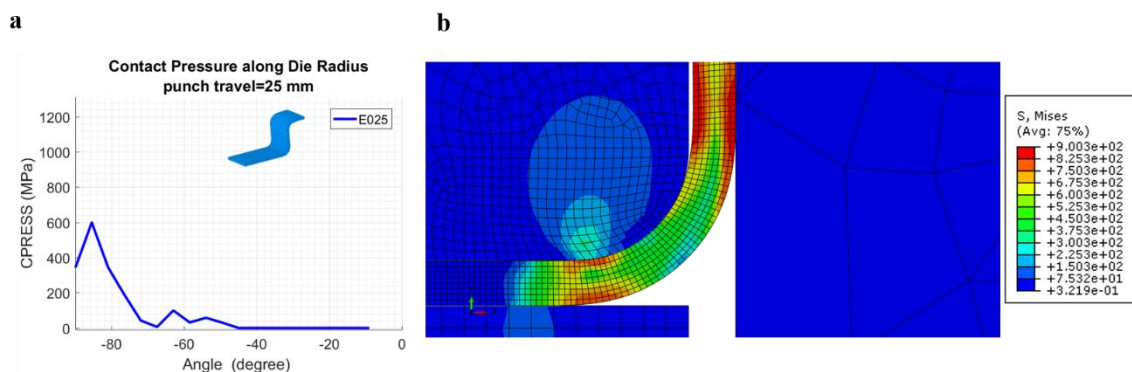 a
b
Contact Pressure along Die Radius
punch travel=25 mm
E025
CPRESS (MPa)
1200
1000
800
600
400
200
0
-80
-60
-40
-20
0
Angle (degree)
S, Mises
(Avg: 75%)
+9.003e+02
+8.253e+02
+7.503e+02
+6.753e+02
+6.003e+02
+5.253e+02
+4.503e+02
+3.753e+02
+3.003e+02
+2.253e+02
+1.503e+02
+7.532e+01
+3.219e-01